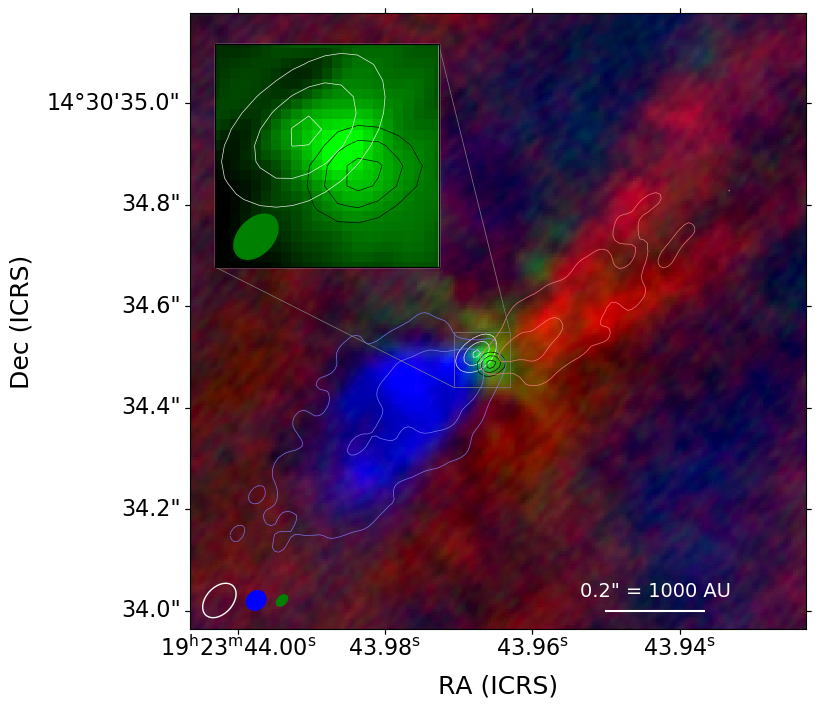 14°30'35.0"
34.8"
34.6"
34.4"
34.2"
34.0"
Dec (ICRS)
0.2" = 1000 AU
19ʰ23ᵐ44.00ˢ 43.98ˢ 43.96ˢ 43.94ˢ
RA (ICRS)